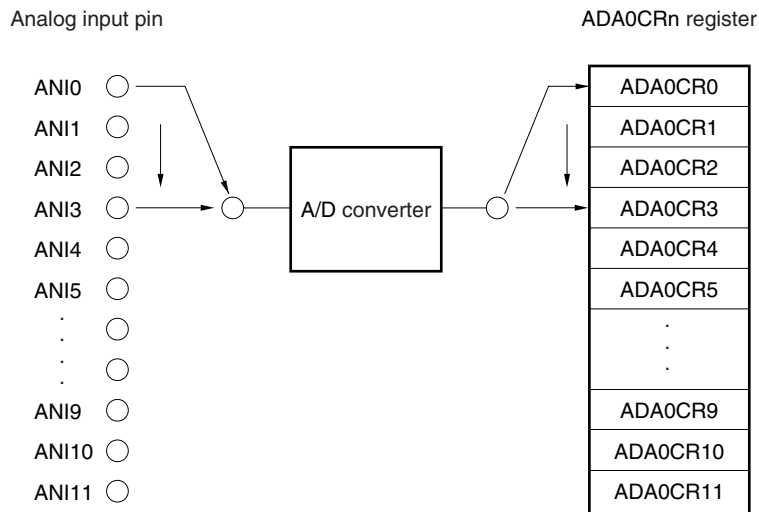 Analog input pin
ADA0CRn register
ANI0
ANI1
ANI2
ANI3
ANI4
ANI5
.
.
.
.
ANI9
ANI10
ANI11
A/D converter
ADA0CR0
ADA0CR1
ADA0CR2
ADA0CR3
ADA0CR4
ADA0CR5
.
.
.
ADA0CR9
ADA0CR10
ADA0CR11